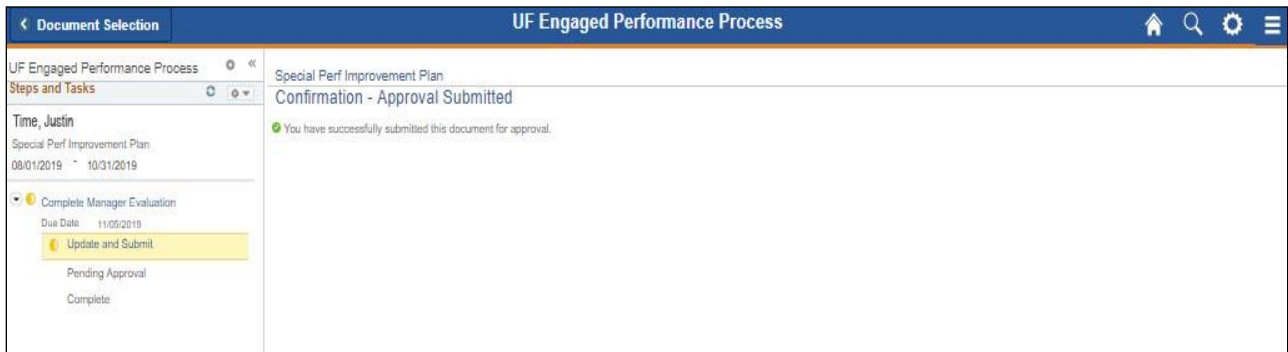 Document Selection
UF Engaged Performance Process
UF Engaged Performance Process
Steps and Tasks
Time, Justin
Special Perf Improvement Plan
08/01/2019 - 10/31/2019
Complete Manager Evaluation
Due Date 11/05/2019
Update and Submit
Pending Approval
Complete
Special Perf Improvement Plan
Confirmation - Approval Submitted
You have successfully submitted this document for approval.